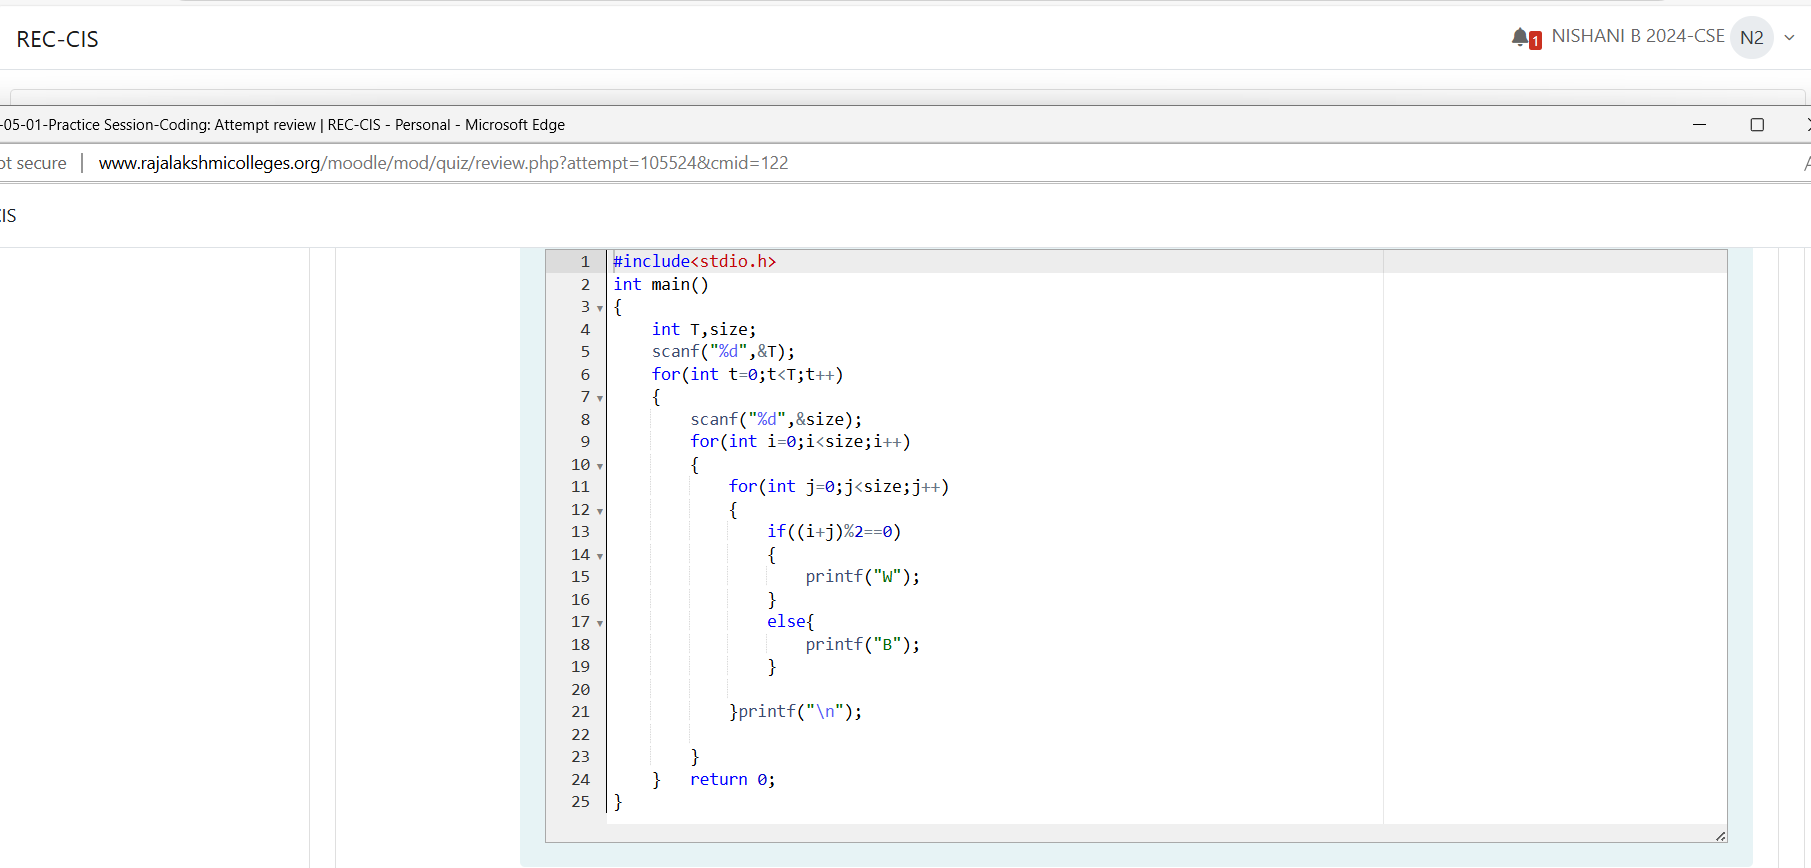 REC-CIS
1 NISHANI B 2024-CSE N2
-05-01-Practice Session-Coding: Attempt review | REC-CIS - Personal - Microsoft Edge
ot secure | www.rajalakshmicolleges.org/moodle/mod/quiz/review.php?attempt=105524&cmid=122
IS
1 #include<stdio.h>
2 int main()
3 {
4     int T,size;
5     scanf("%d",&T);
6     for(int t=0;t<T;t++)
7     {
8         scanf("%d",&size);
9         for(int i=0;i<size;i++)
10         {
11             for(int j=0;j<size;j++)
12             {
13                 if((i+j)%2==0)
14                 {
15                     printf("W");
16                 }
17                 else{
18                     printf("B");
19                 }
20
21             }printf("\n");
22
23         }
24     }   return 0;
25 }